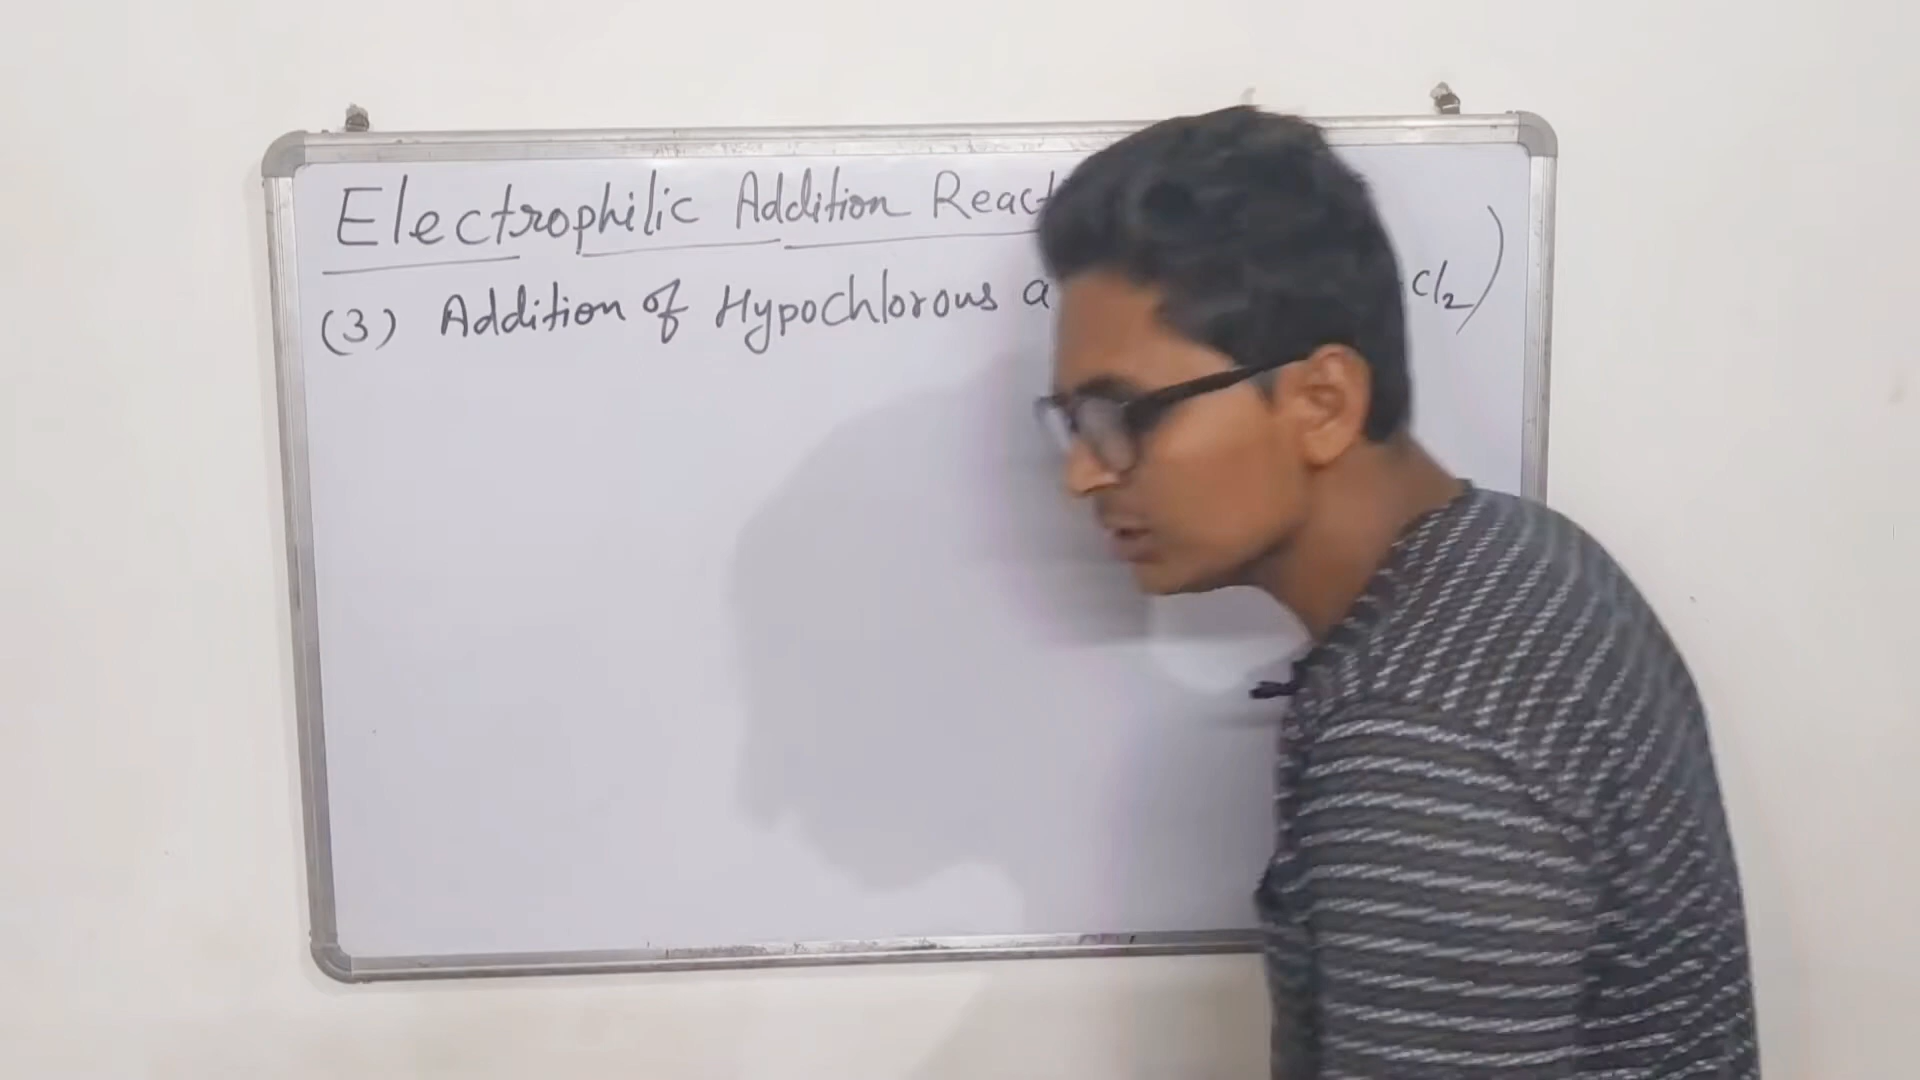 Electrophilic Addition React
(3) Addition of Hypochlorous a Cl2)